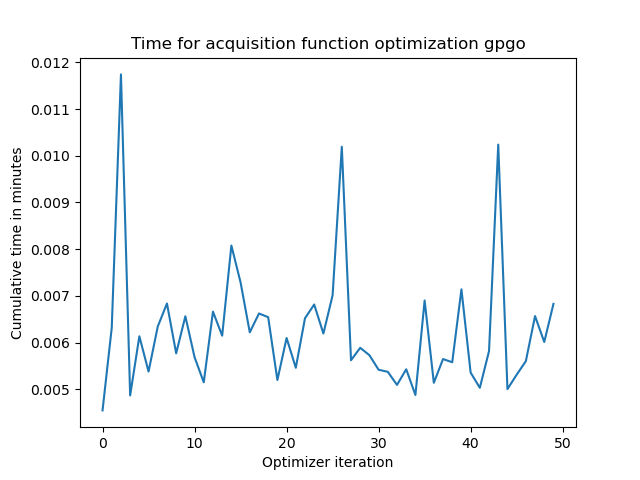 Time for acquisition function optimization gpgo
0.012
0.011
0.010
0.009
0.008
0.007
0.006
0.005
Cumulative time in minutes
0 10 20 30 40 50
Optimizer iteration